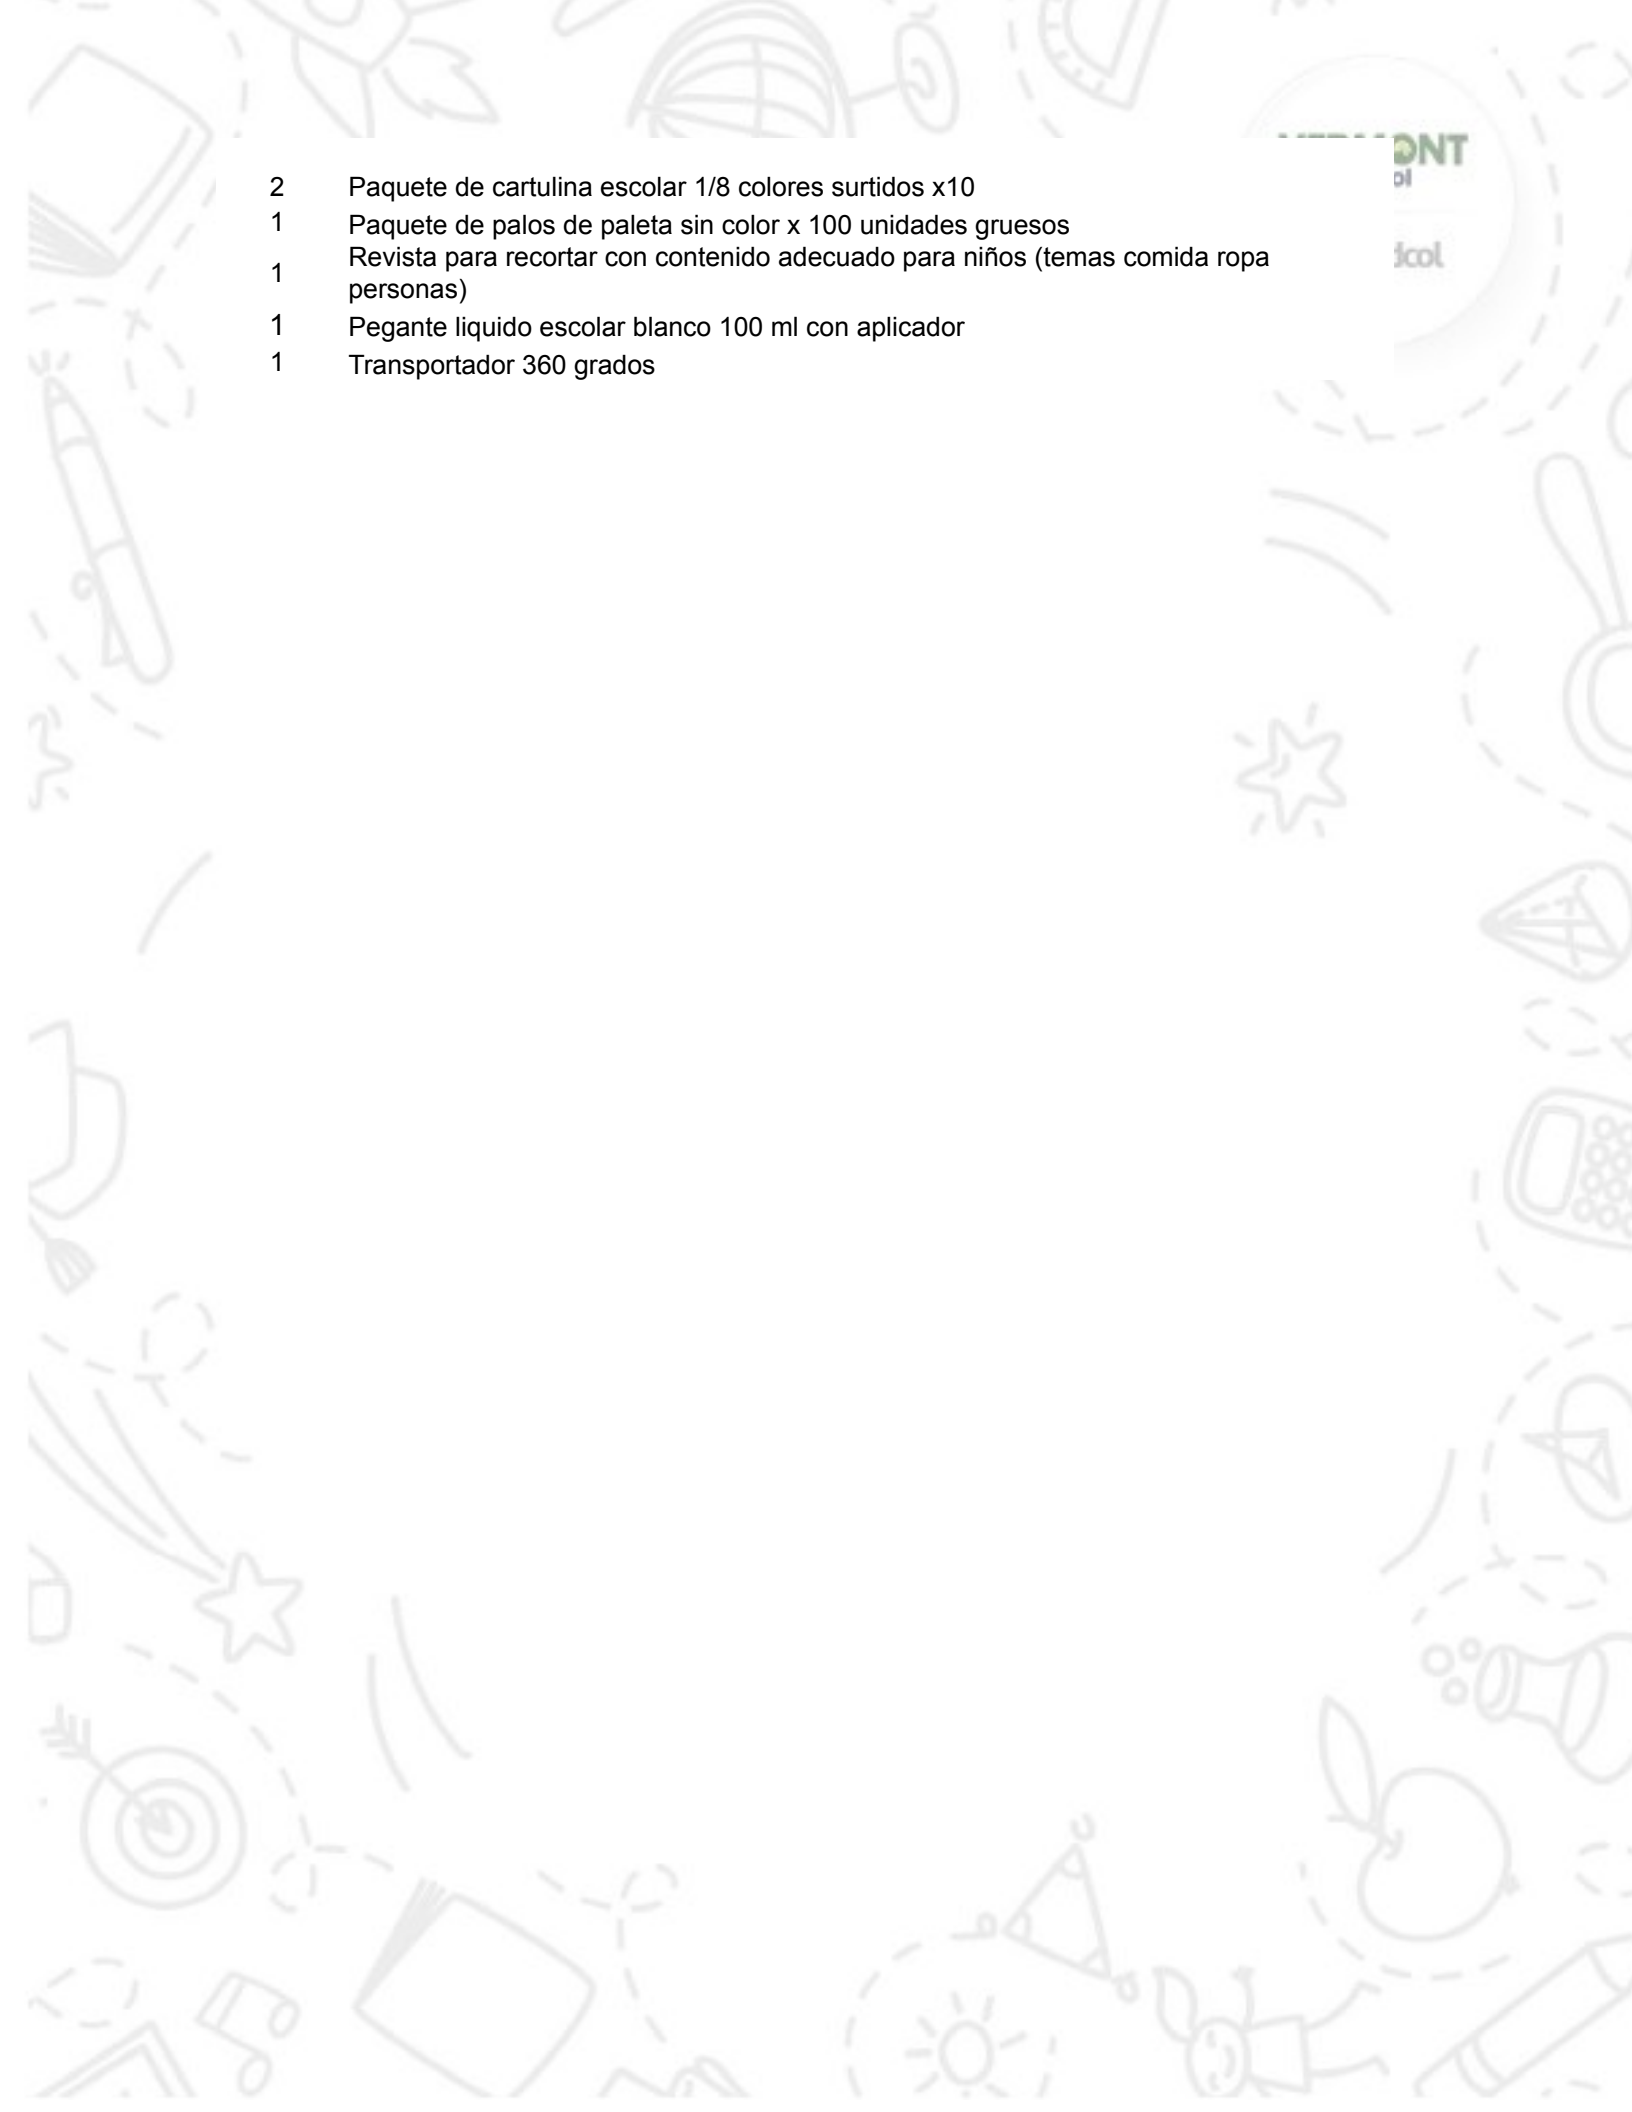 2 Paquete de cartulina escolar 1/8 colores surtidos x10
1 Paquete de palos de paleta sin color x 100 unidades gruesos
1 Revista para recortar con contenido adecuado para niños (temas comida ropa
personas)
1 Pegante liquido escolar blanco 100 ml con aplicador
1 Transportador 360 grados